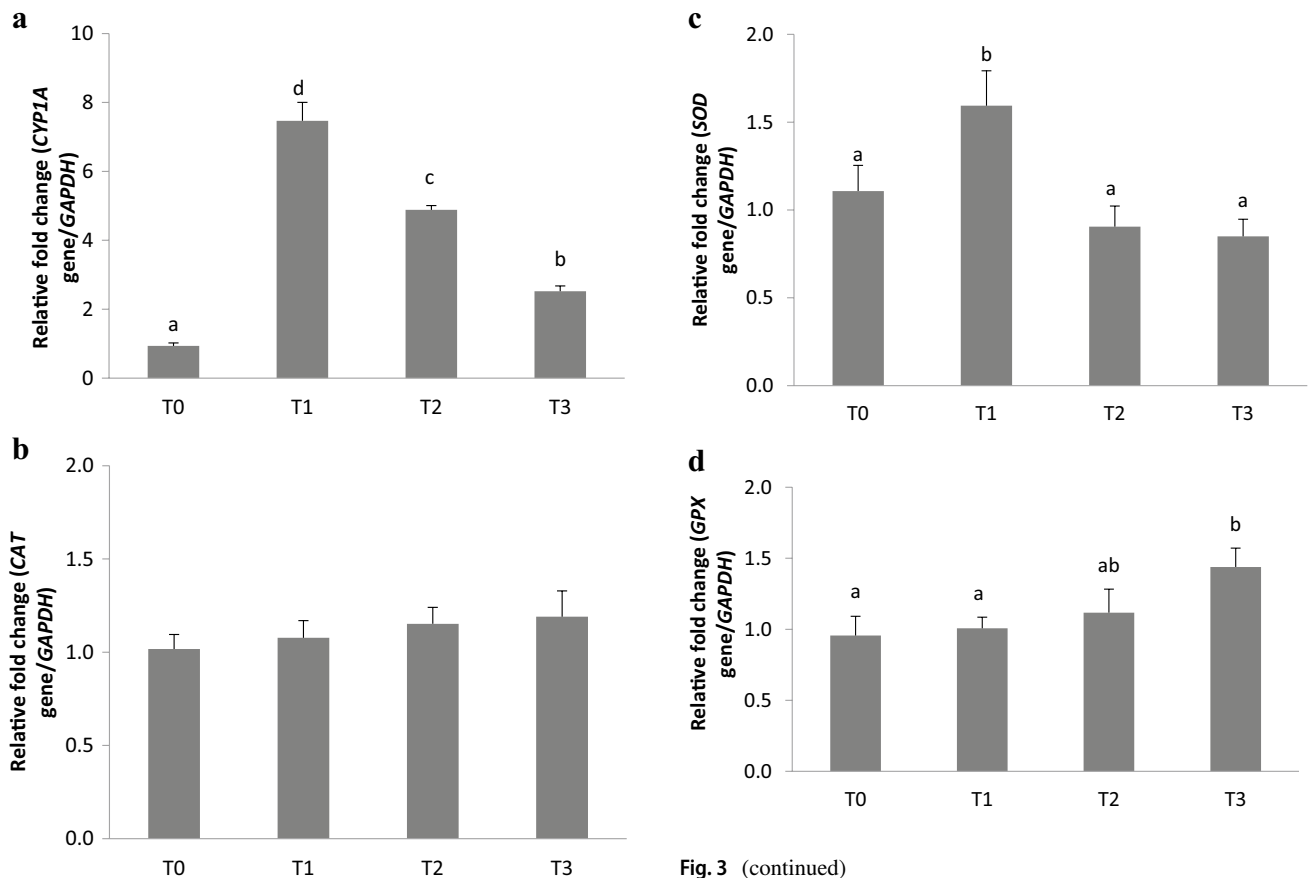 a
Relative fold change (CYP1A
gene/GAPDH)
10
8
6
4
2
0
a
d
c
b
T0 T1 T2 T3
b
Relative fold change (CAT
gene/GAPDH)
2.0
1.5
1.0
0.5
0.0
T0 T1 T2 T3
c
Relative fold change (SOD
gene/GAPDH)
2.0
1.5
1.0
0.5
0.0
a
b
a
a
T0 T1 T2 T3
d
Relative fold change (GPX
gene/GAPDH)
2.0
1.5
1.0
0.5
0.0
a
a
ab
b
T0 T1 T2 T3
Fig. 3 (continued)